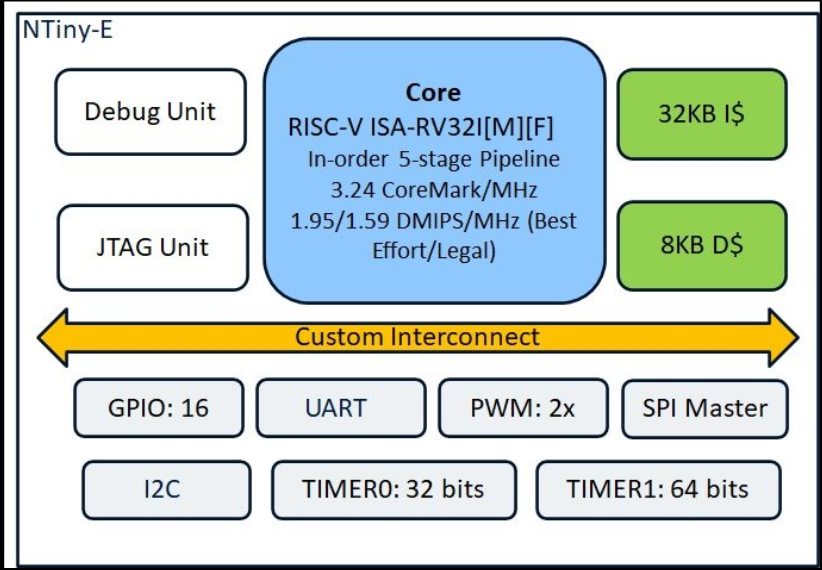 NTiny-E
Debug Unit
Core
RISC-V ISA-RV32I[M][F]
In-order 5-stage Pipeline
3.24 CoreMark/MHz
1.95/1.59 DMIPS/MHz (Best
Effort/Legal)
32KB I$
JTAG Unit
8KB D$
Custom Interconnect
GPIO: 16
UART
PWM: 2x
SPI Master
I2C
TIMER0: 32 bits
TIMER1: 64 bits